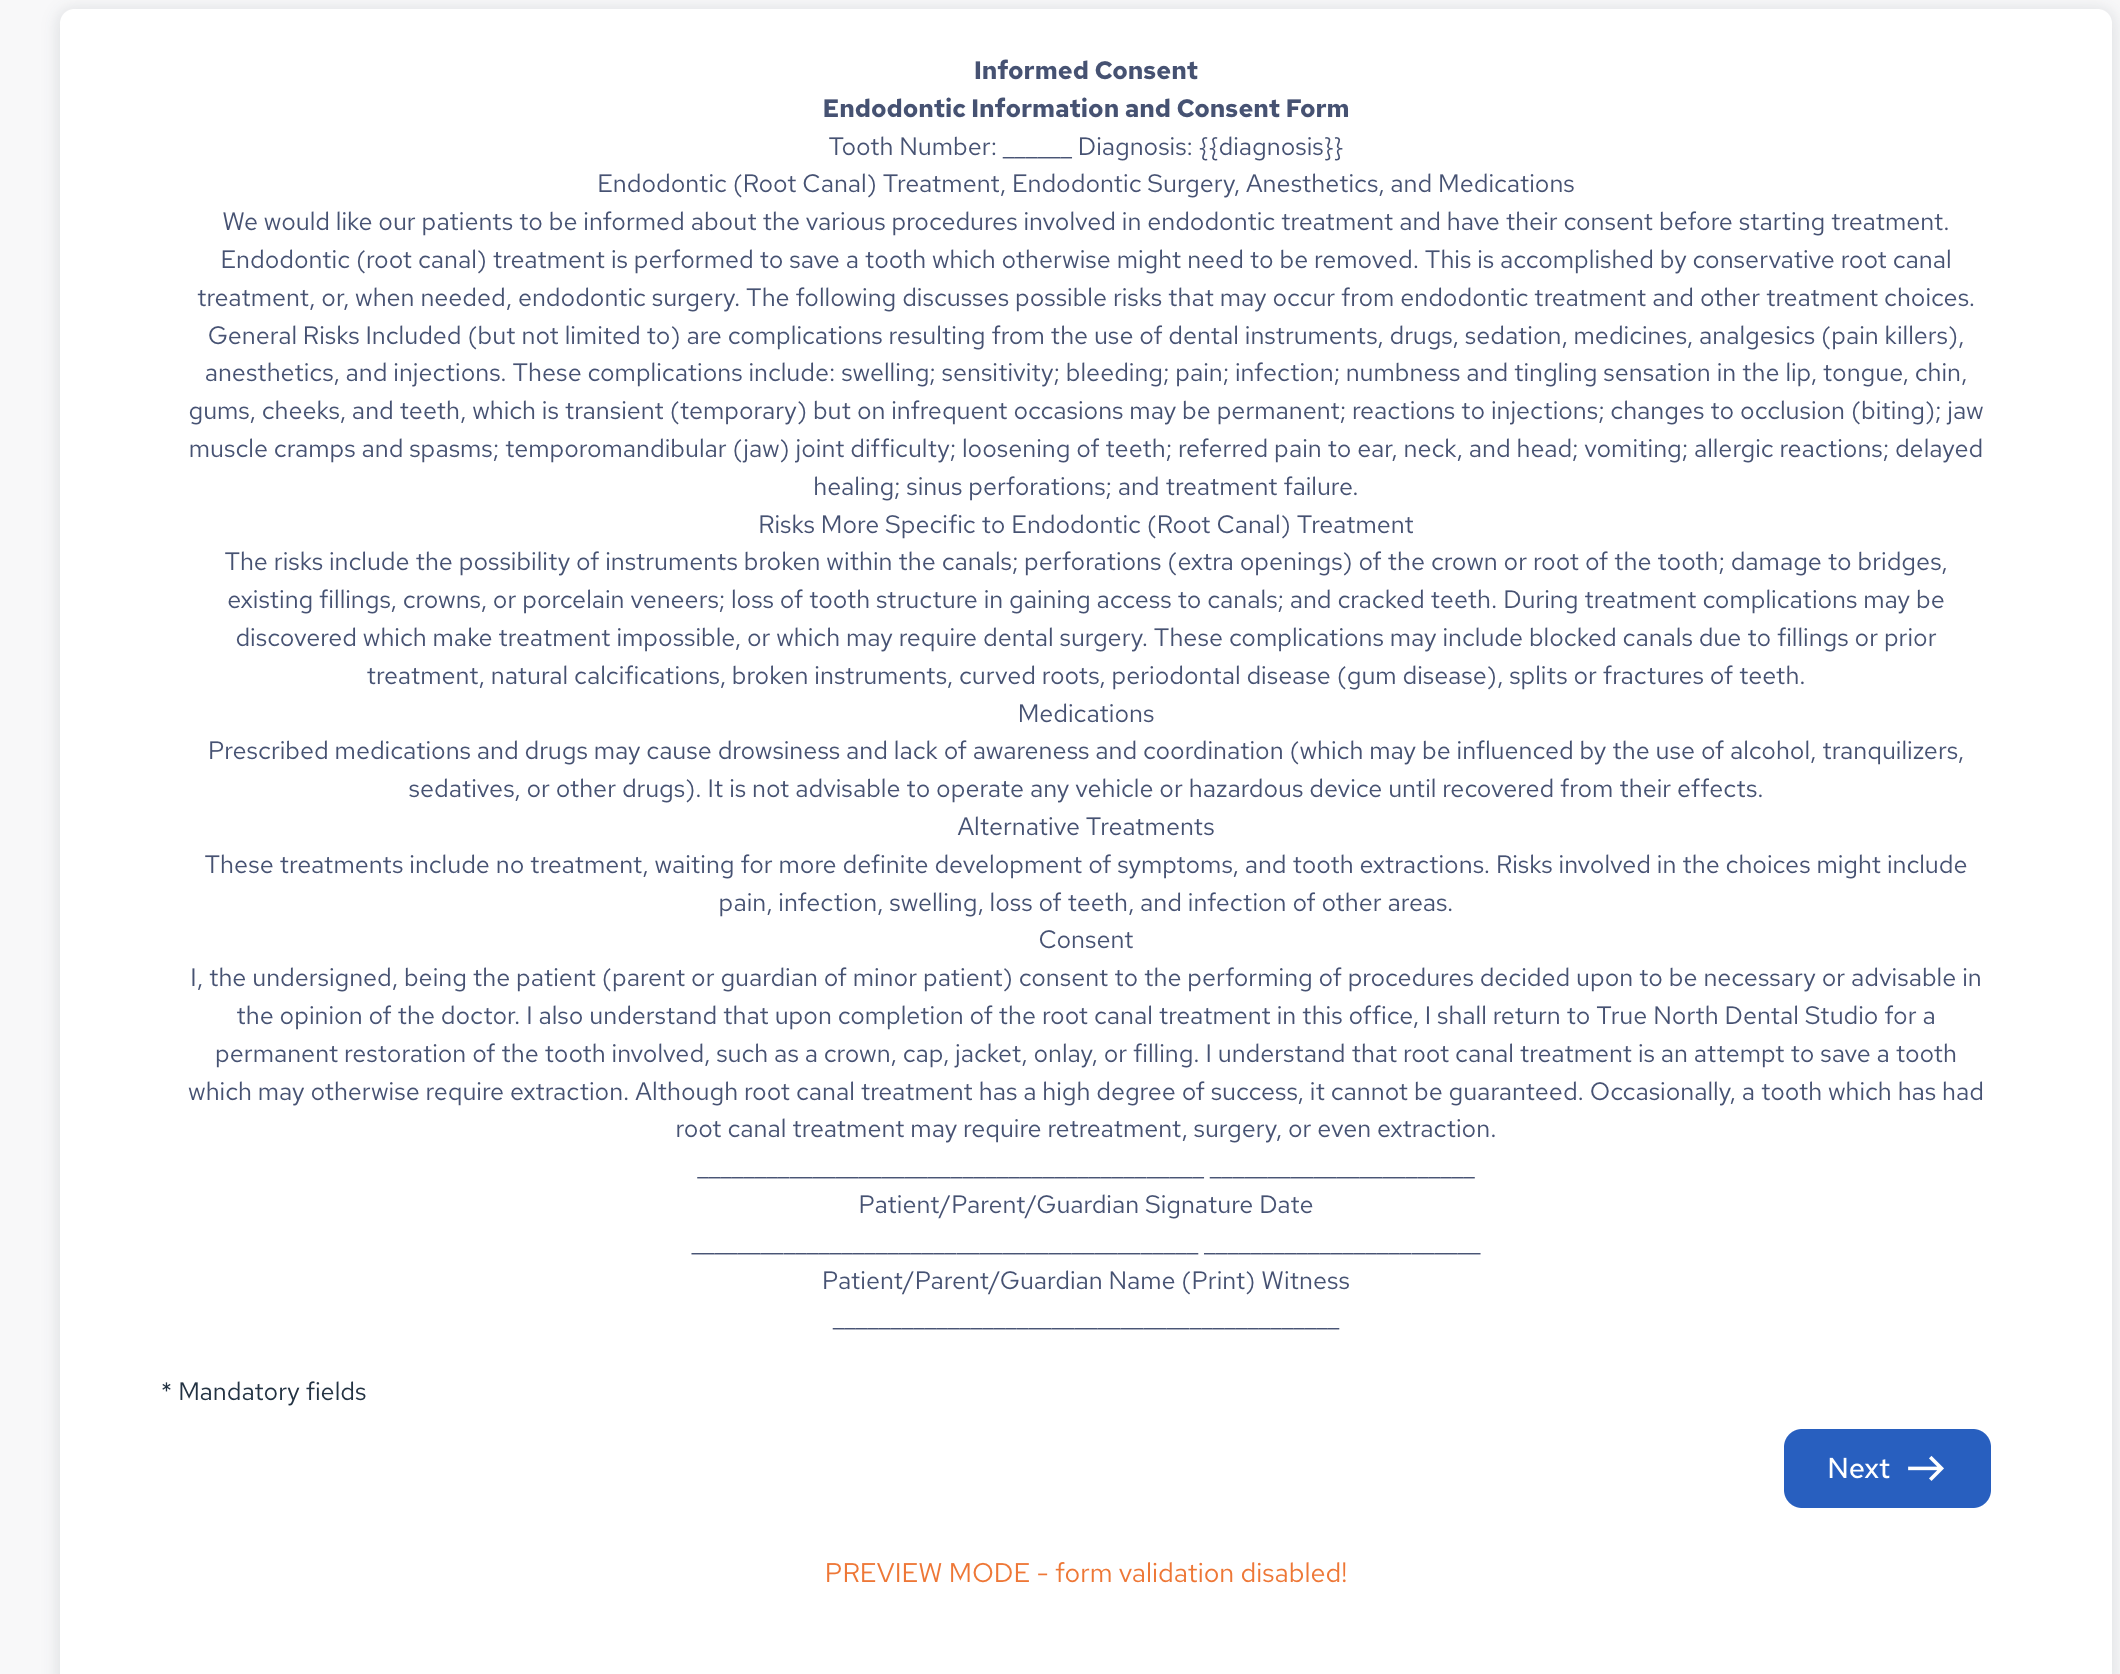 Informed Consent
Endodontic Information and Consent Form
Tooth Number: ______ Diagnosis: {{diagnosis}}
Endodontic (Root Canal) Treatment, Endodontic Surgery, Anesthetics, and Medications
We would like our patients to be informed about the various procedures involved in endodontic treatment and have their consent before starting treatment.
Endodontic (root canal) treatment is performed to save a tooth which otherwise might need to be removed. This is accomplished by conservative root canal
treatment, or, when needed, endodontic surgery. The following discusses possible risks that may occur from endodontic treatment and other treatment choices.
General Risks Included (but not limited to) are complications resulting from the use of dental instruments, drugs, sedation, medicines, analgesics (pain killers),
anesthetics, and injections. These complications include: swelling; sensitivity; bleeding; pain; infection; numbness and tingling sensation in the lip, tongue, chin,
gums, cheeks, and teeth, which is transient (temporary) but on infrequent occasions may be permanent; reactions to injections; changes to occlusion (biting); jaw
muscle cramps and spasms; temporomandibular (jaw) joint difficulty; loosening of teeth; referred pain to ear, neck, and head; vomiting; allergic reactions; delayed
healing; sinus perforations; and treatment failure.
Risks More Specific to Endodontic (Root Canal) Treatment
The risks include the possibility of instruments broken within the canals; perforations (extra openings) of the crown or root of the tooth; damage to bridges,
existing fillings, crowns, or porcelain veneers; loss of tooth structure in gaining access to canals; and cracked teeth. During treatment complications may be
discovered which make treatment impossible, or which may require dental surgery. These complications may include blocked canals due to fillings or prior
treatment, natural calcifications, broken instruments, curved roots, periodontal disease (gum disease), splits or fractures of teeth.
Medications
Prescribed medications and drugs may cause drowsiness and lack of awareness and coordination (which may be influenced by the use of alcohol, tranquilizers,
sedatives, or other drugs). It is not advisable to operate any vehicle or hazardous device until recovered from their effects.
Alternative Treatments
These treatments include no treatment, waiting for more definite development of symptoms, and tooth extractions. Risks involved in the choices might include
pain, infection, swelling, loss of teeth, and infection of other areas.
Consent
I, the undersigned, being the patient (parent or guardian of minor patient) consent to the performing of procedures decided upon to be necessary or advisable in
the opinion of the doctor. I also understand that upon completion of the root canal treatment in this office, I shall return to True North Dental Studio for a
permanent restoration of the tooth involved, such as a crown, cap, jacket, onlay, or filling. I understand that root canal treatment is an attempt to save a tooth
which may otherwise require extraction. Although root canal treatment has a high degree of success, it cannot be guaranteed. Occasionally, a tooth which has had
root canal treatment may require retreatment, surgery, or even extraction.
____________________________________________ _______________________
Patient/Parent/Guardian Signature Date
____________________________________________ ________________________
Patient/Parent/Guardian Name (Print) Witness
____________________________________________
* Mandatory fields
Next →
PREVIEW MODE - form validation disabled!